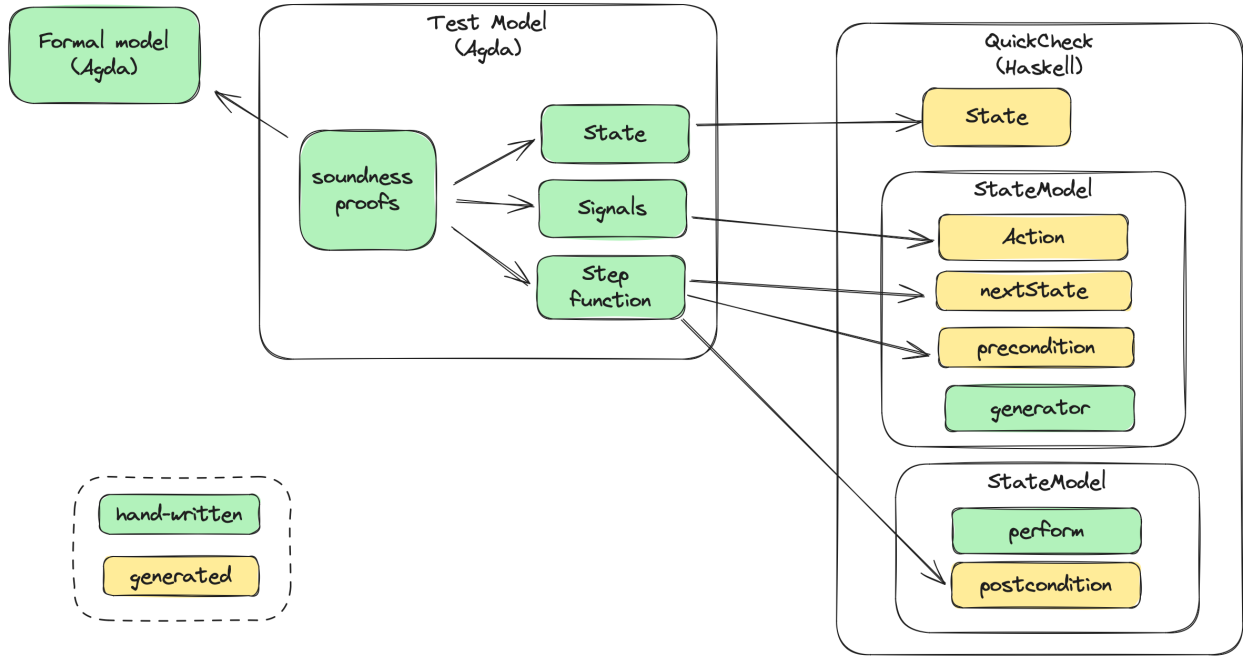 Formal model
(Agda)
Test Model
(Agda)
soundness
proofs
State
Signals
Step
function
QuickCheck
(Haskell)
State
StateModel
Action
nextState
precondition
generator
StateModel
perform
postcondition
hand-written
generated